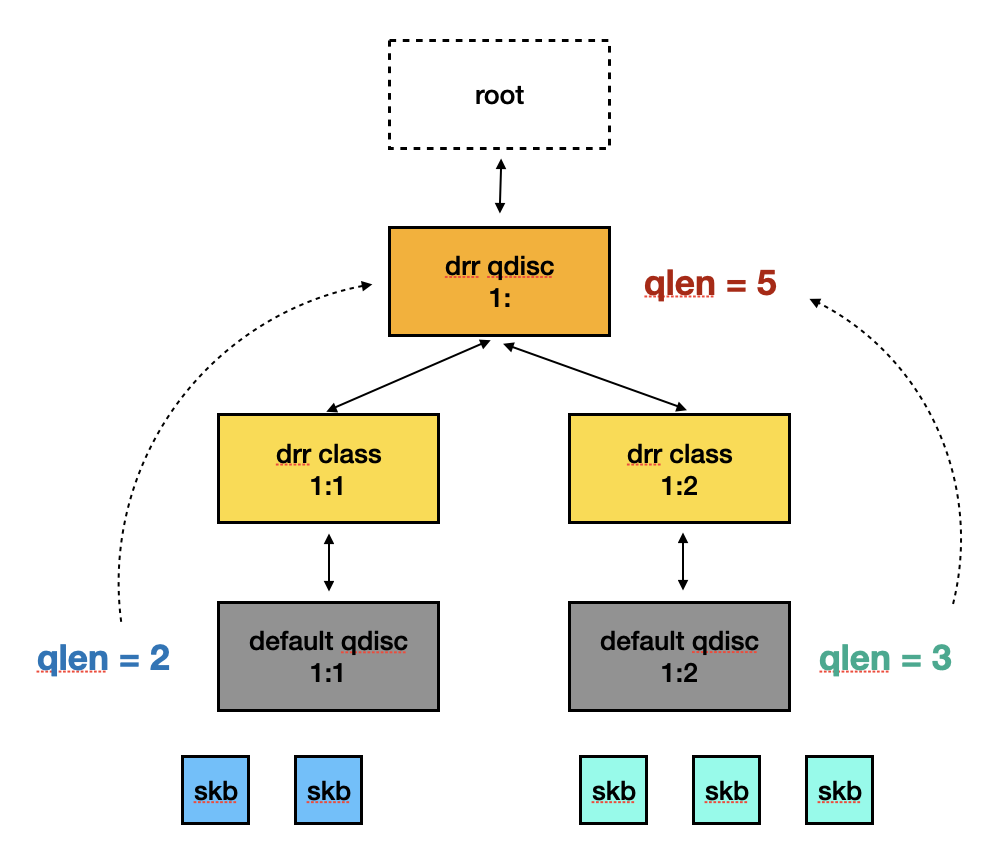 root
drr qdisc
1:
qlen = 5
drr class
1:1
drr class
1:2
qlen = 2
default qdisc
1:1
default qdisc
1:2
qlen = 3
skb
skb
skb
skb
skb